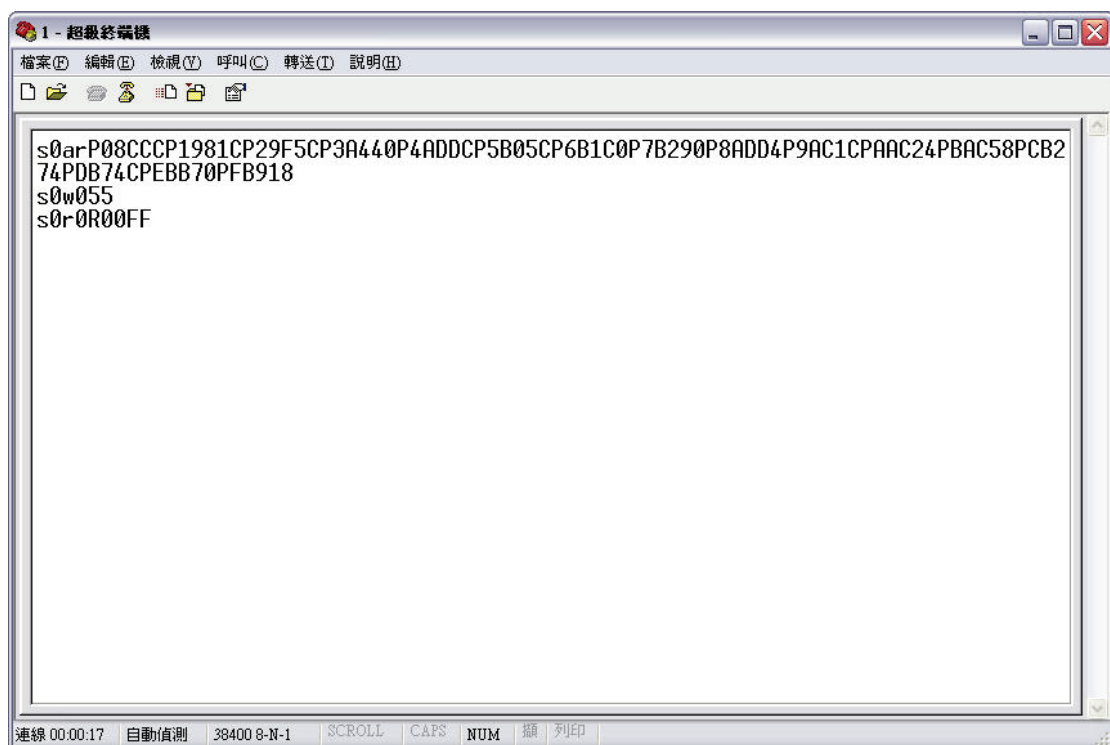 1 - 超級終端機
檔案(F) 編輯(E) 檢視(V) 呼叫(C) 轉送(T) 說明(H)
s0arP08CCCP1981CP29F5CP3A440P4ADDCP5B05CP6B1C0P7B290P8ADD4P9AC1CPAAC24PBAC58PCB2
74PDB74CPEBB70PFB918
s0w055
s0r0R00FF
連線 00:00:17 自動偵測 38400 8-N-1 SCROLL CAPS NUM 擷 列印